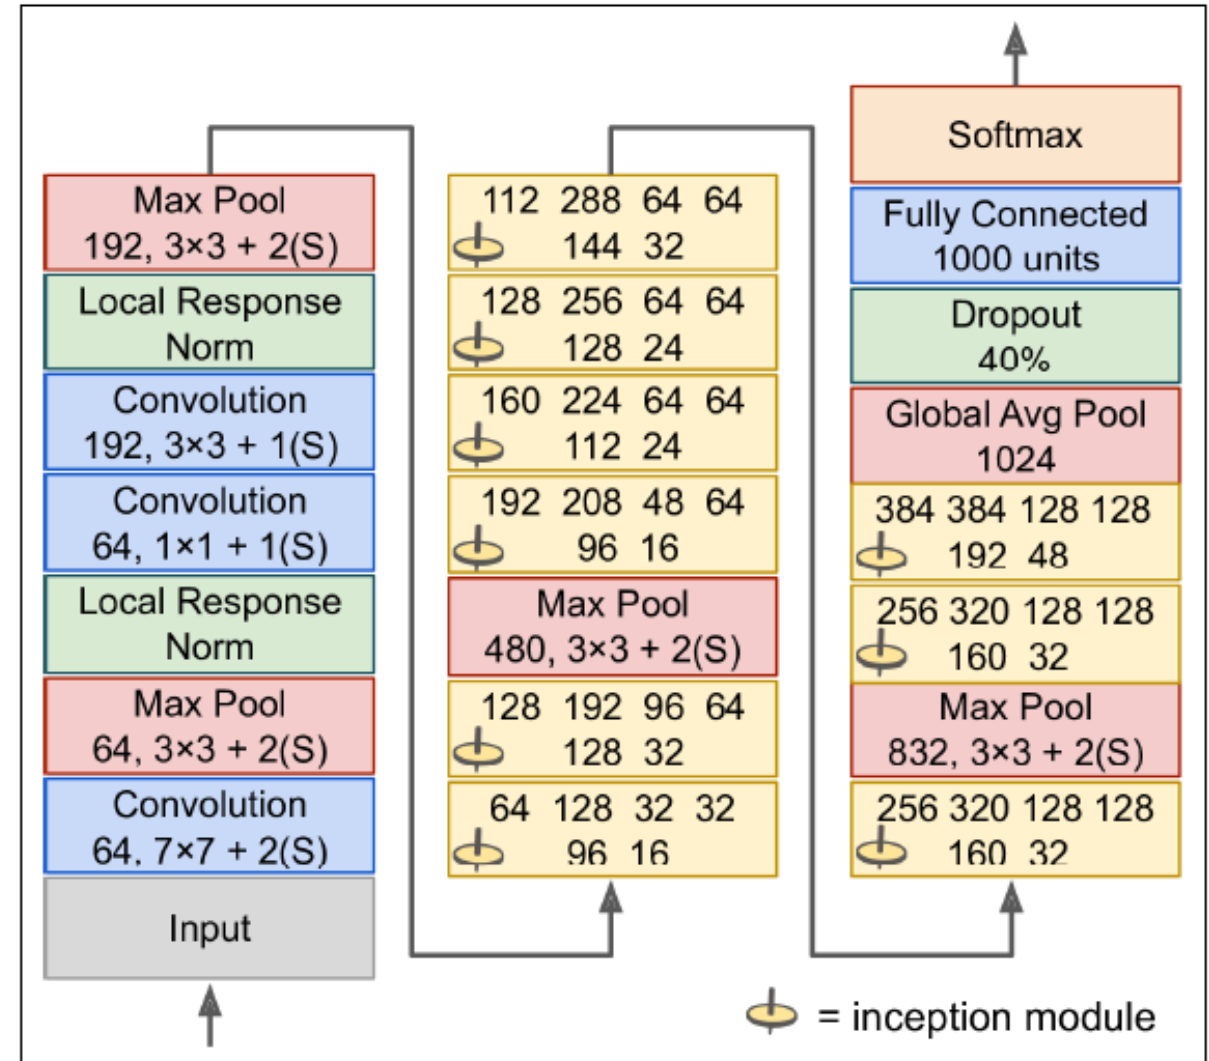 Max Pool
192, 3×3 + 2(S)
Local Response
Norm
Convolution
192, 3×3 + 1(S)
Convolution
64, 1×1 + 1(S)
Local Response
Norm
Max Pool
64, 3×3 + 2(S)
Convolution
64, 7×7 + 2(S)
Input
112 288 64 64
144 32
128 256 64 64
128 24
160 224 64 64
112 24
192 208 48 64
96 16
Max Pool
480, 3×3 + 2(S)
128 192 96 64
128 32
64 128 32 32
96 16
Softmax
Fully Connected
1000 units
Dropout
40%
Global Avg Pool
1024
384 384 128 128
192 48
256 320 128 128
160 32
Max Pool
832, 3×3 + 2(S)
256 320 128 128
160 32
= inception module